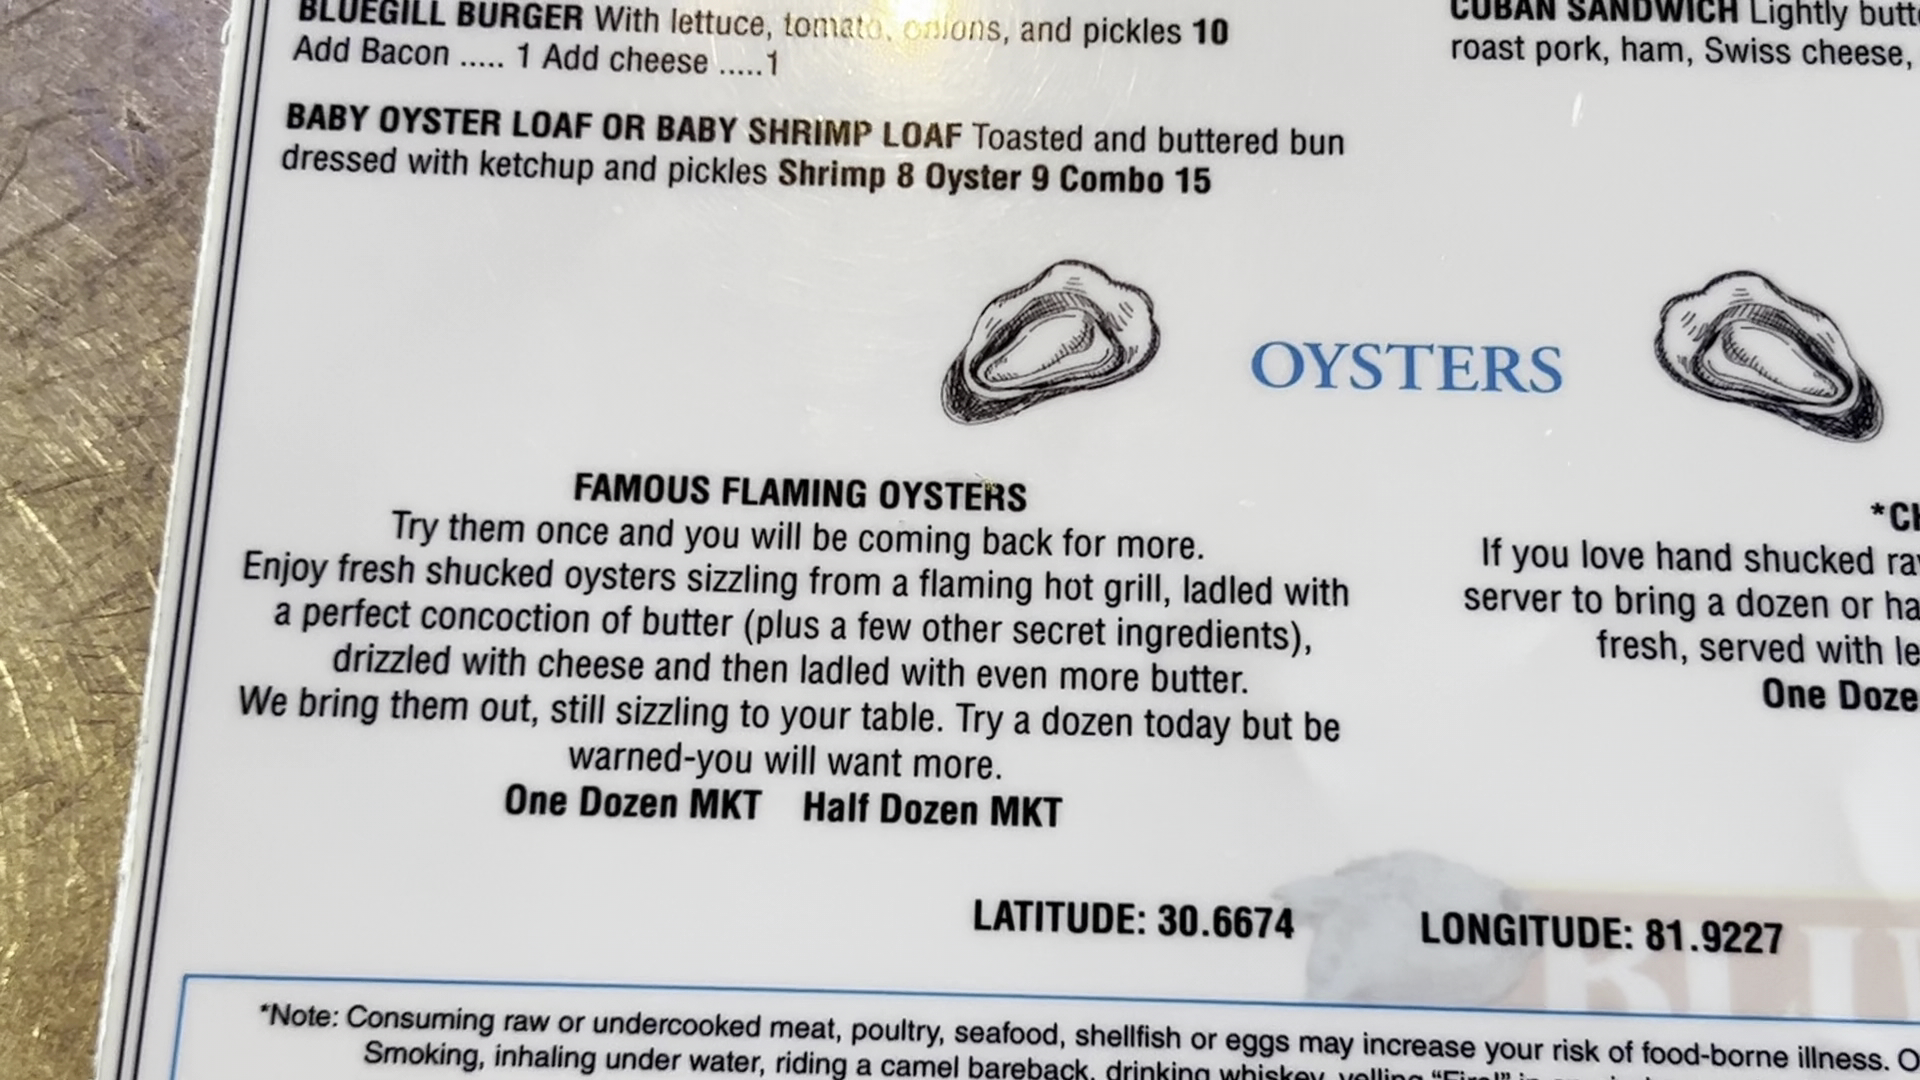 BLUEGILL BURGER With lettuce, tomato, onions, and pickles 10
Add Bacon ..... 1 Add cheese .....1
BABY OYSTER LOAF OR BABY SHRIMP LOAF Toasted and buttered bun
dressed with ketchup and pickles Shrimp 8 Oyster 9 Combo 15
CUBAN SANDWICH Lightly butt
roast pork, ham, Swiss cheese,
OYSTERS
FAMOUS FLAMING OYSTERS
Try them once and you will be coming back for more.
Enjoy fresh shucked oysters sizzling from a flaming hot grill, ladled with
a perfect concoction of butter (plus a few other secret ingredients),
drizzled with cheese and then ladled with even more butter.
We bring them out, still sizzling to your table. Try a dozen today but be
warned-you will want more.
One Dozen MKT Half Dozen MKT
If you love hand shucked
server to bring a dozen or
fresh, served with
One
LATITUDE: 30.6674 LONGITUDE: 81.9227
*Note: Consuming raw or undercooked meat, poultry, seafood, shellfish or eggs may increase your risk of food-borne illness.
Smoking, inhaling under water, riding a camel bareback, drinking whiskey, yelling "Fire!" in